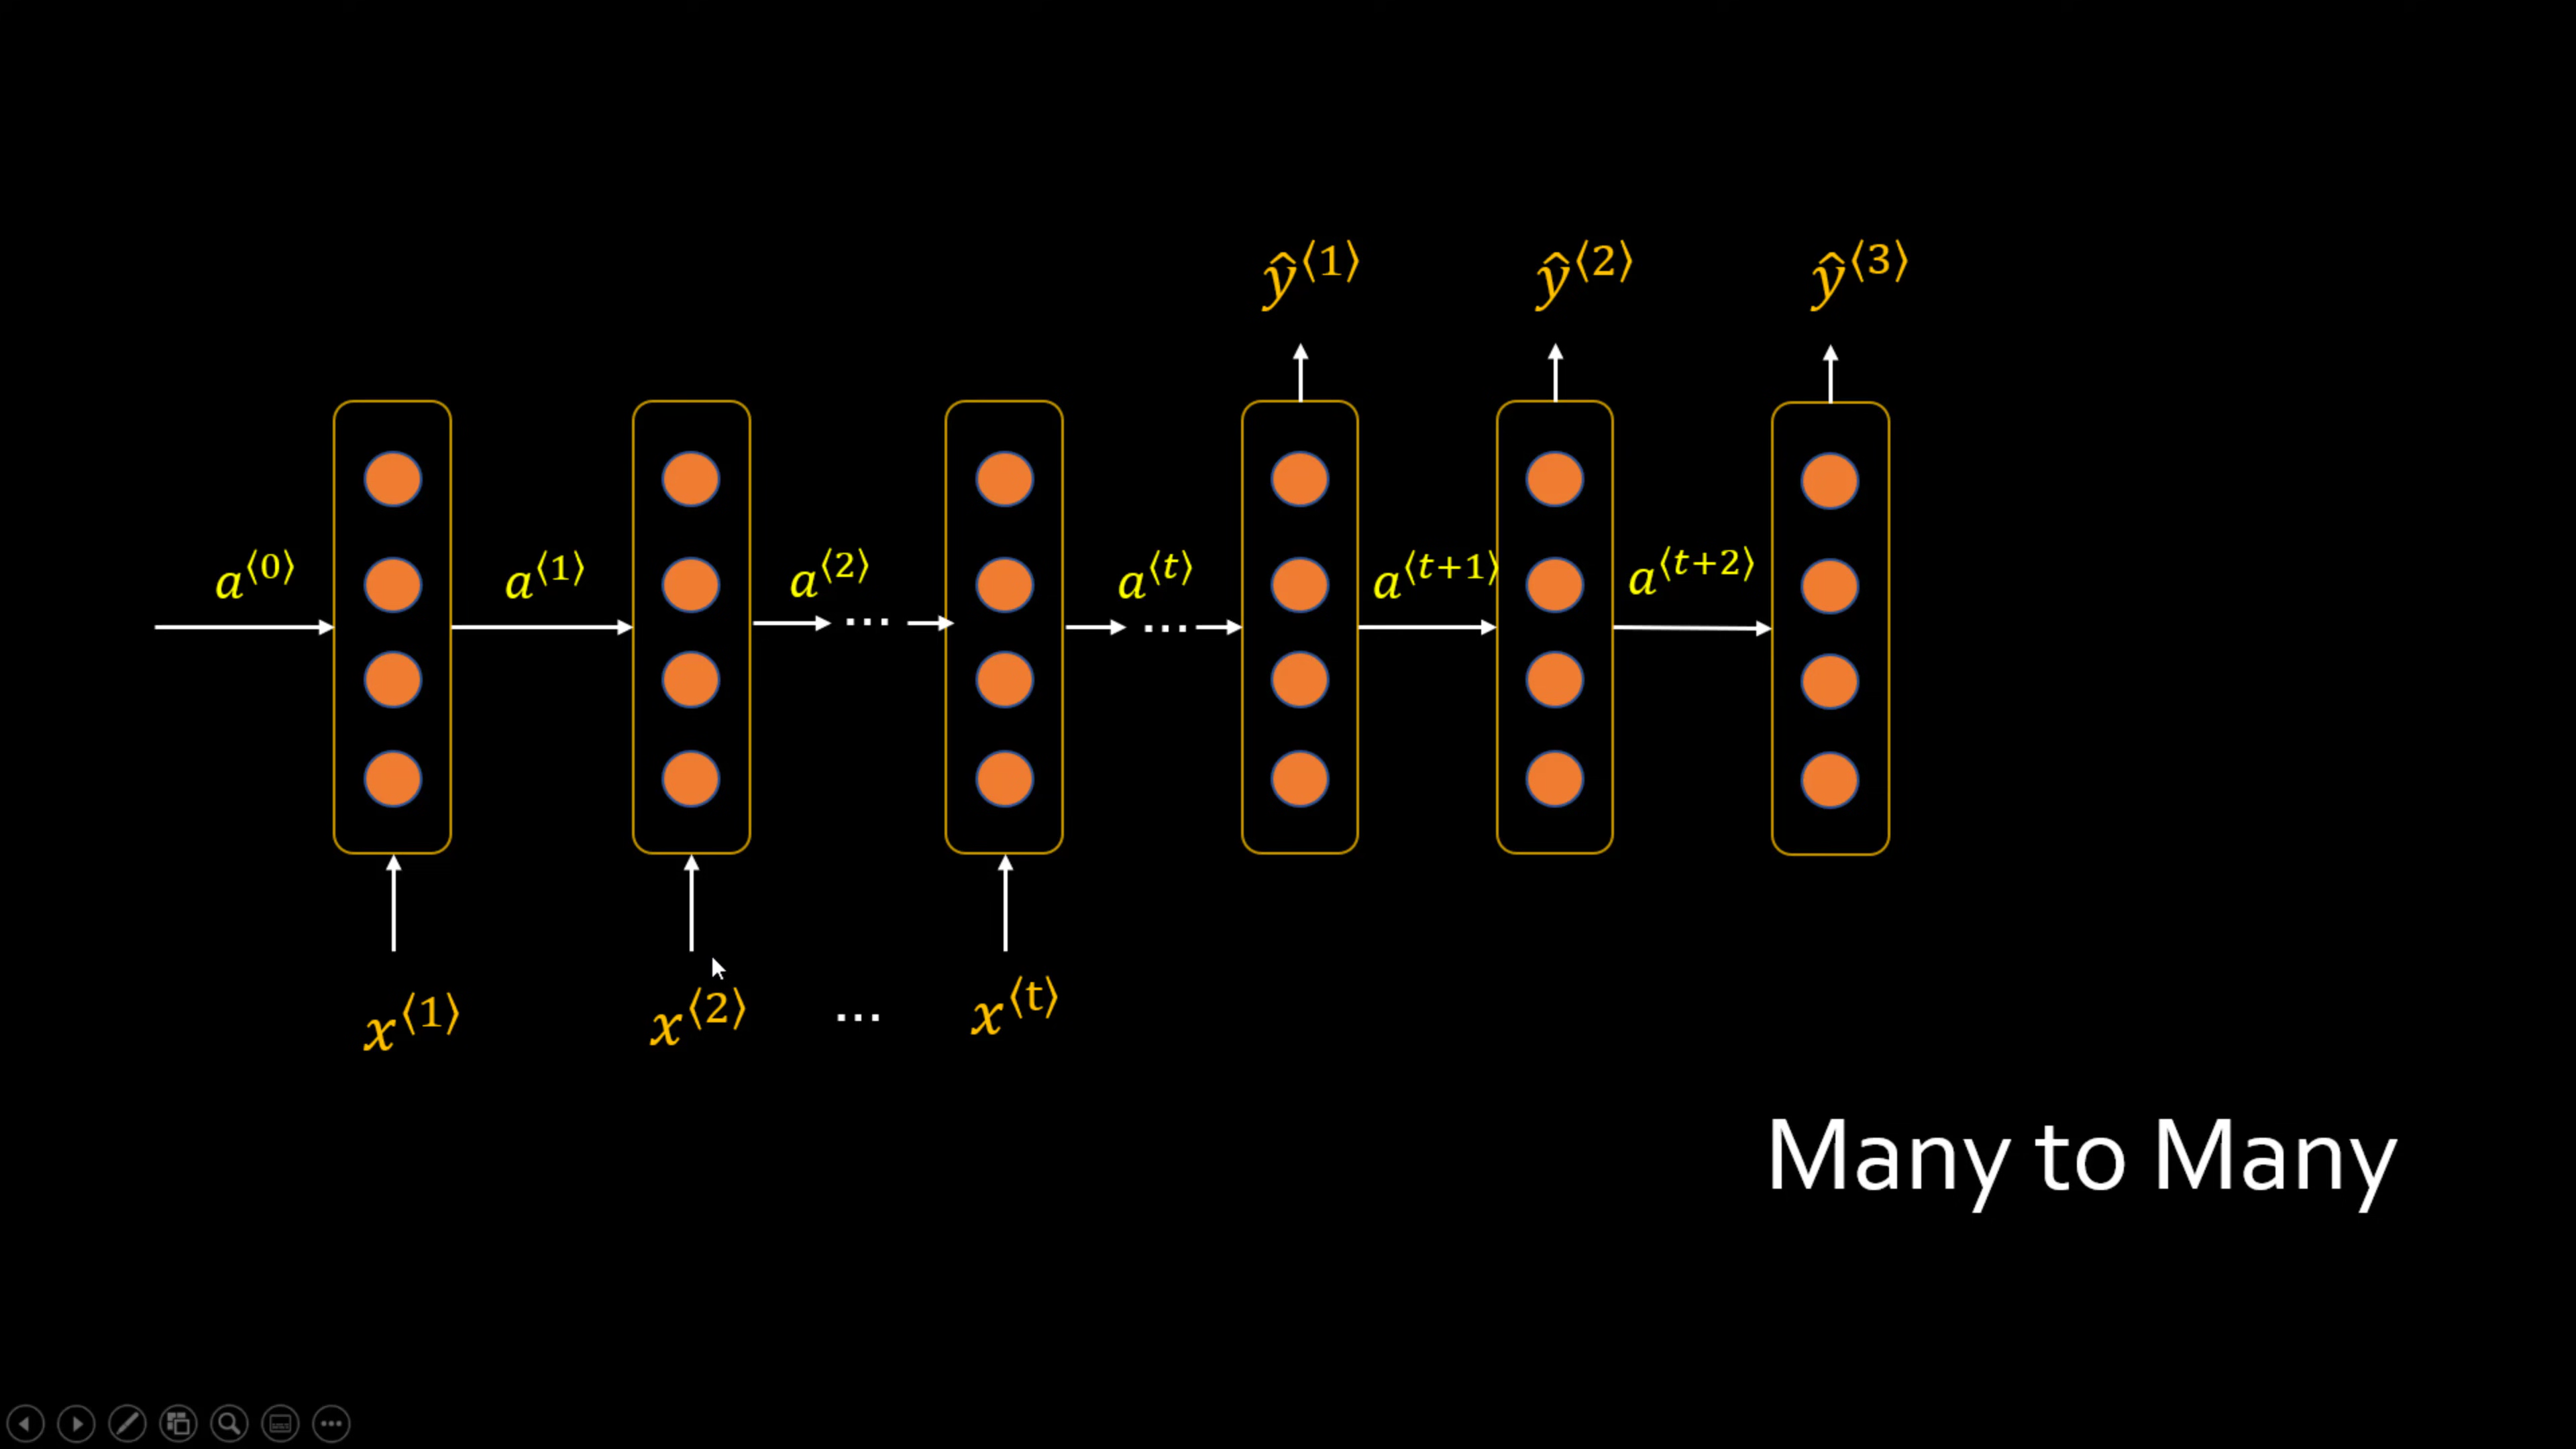 ŷ⟨1⟩ ŷ⟨2⟩ ŷ⟨3⟩
a⟨0⟩ a⟨1⟩ a⟨2⟩ a⟨t⟩ a⟨t+1⟩ a⟨t+2⟩
... ...
x⟨1⟩ x⟨2⟩ ... x⟨t⟩
Many to Many